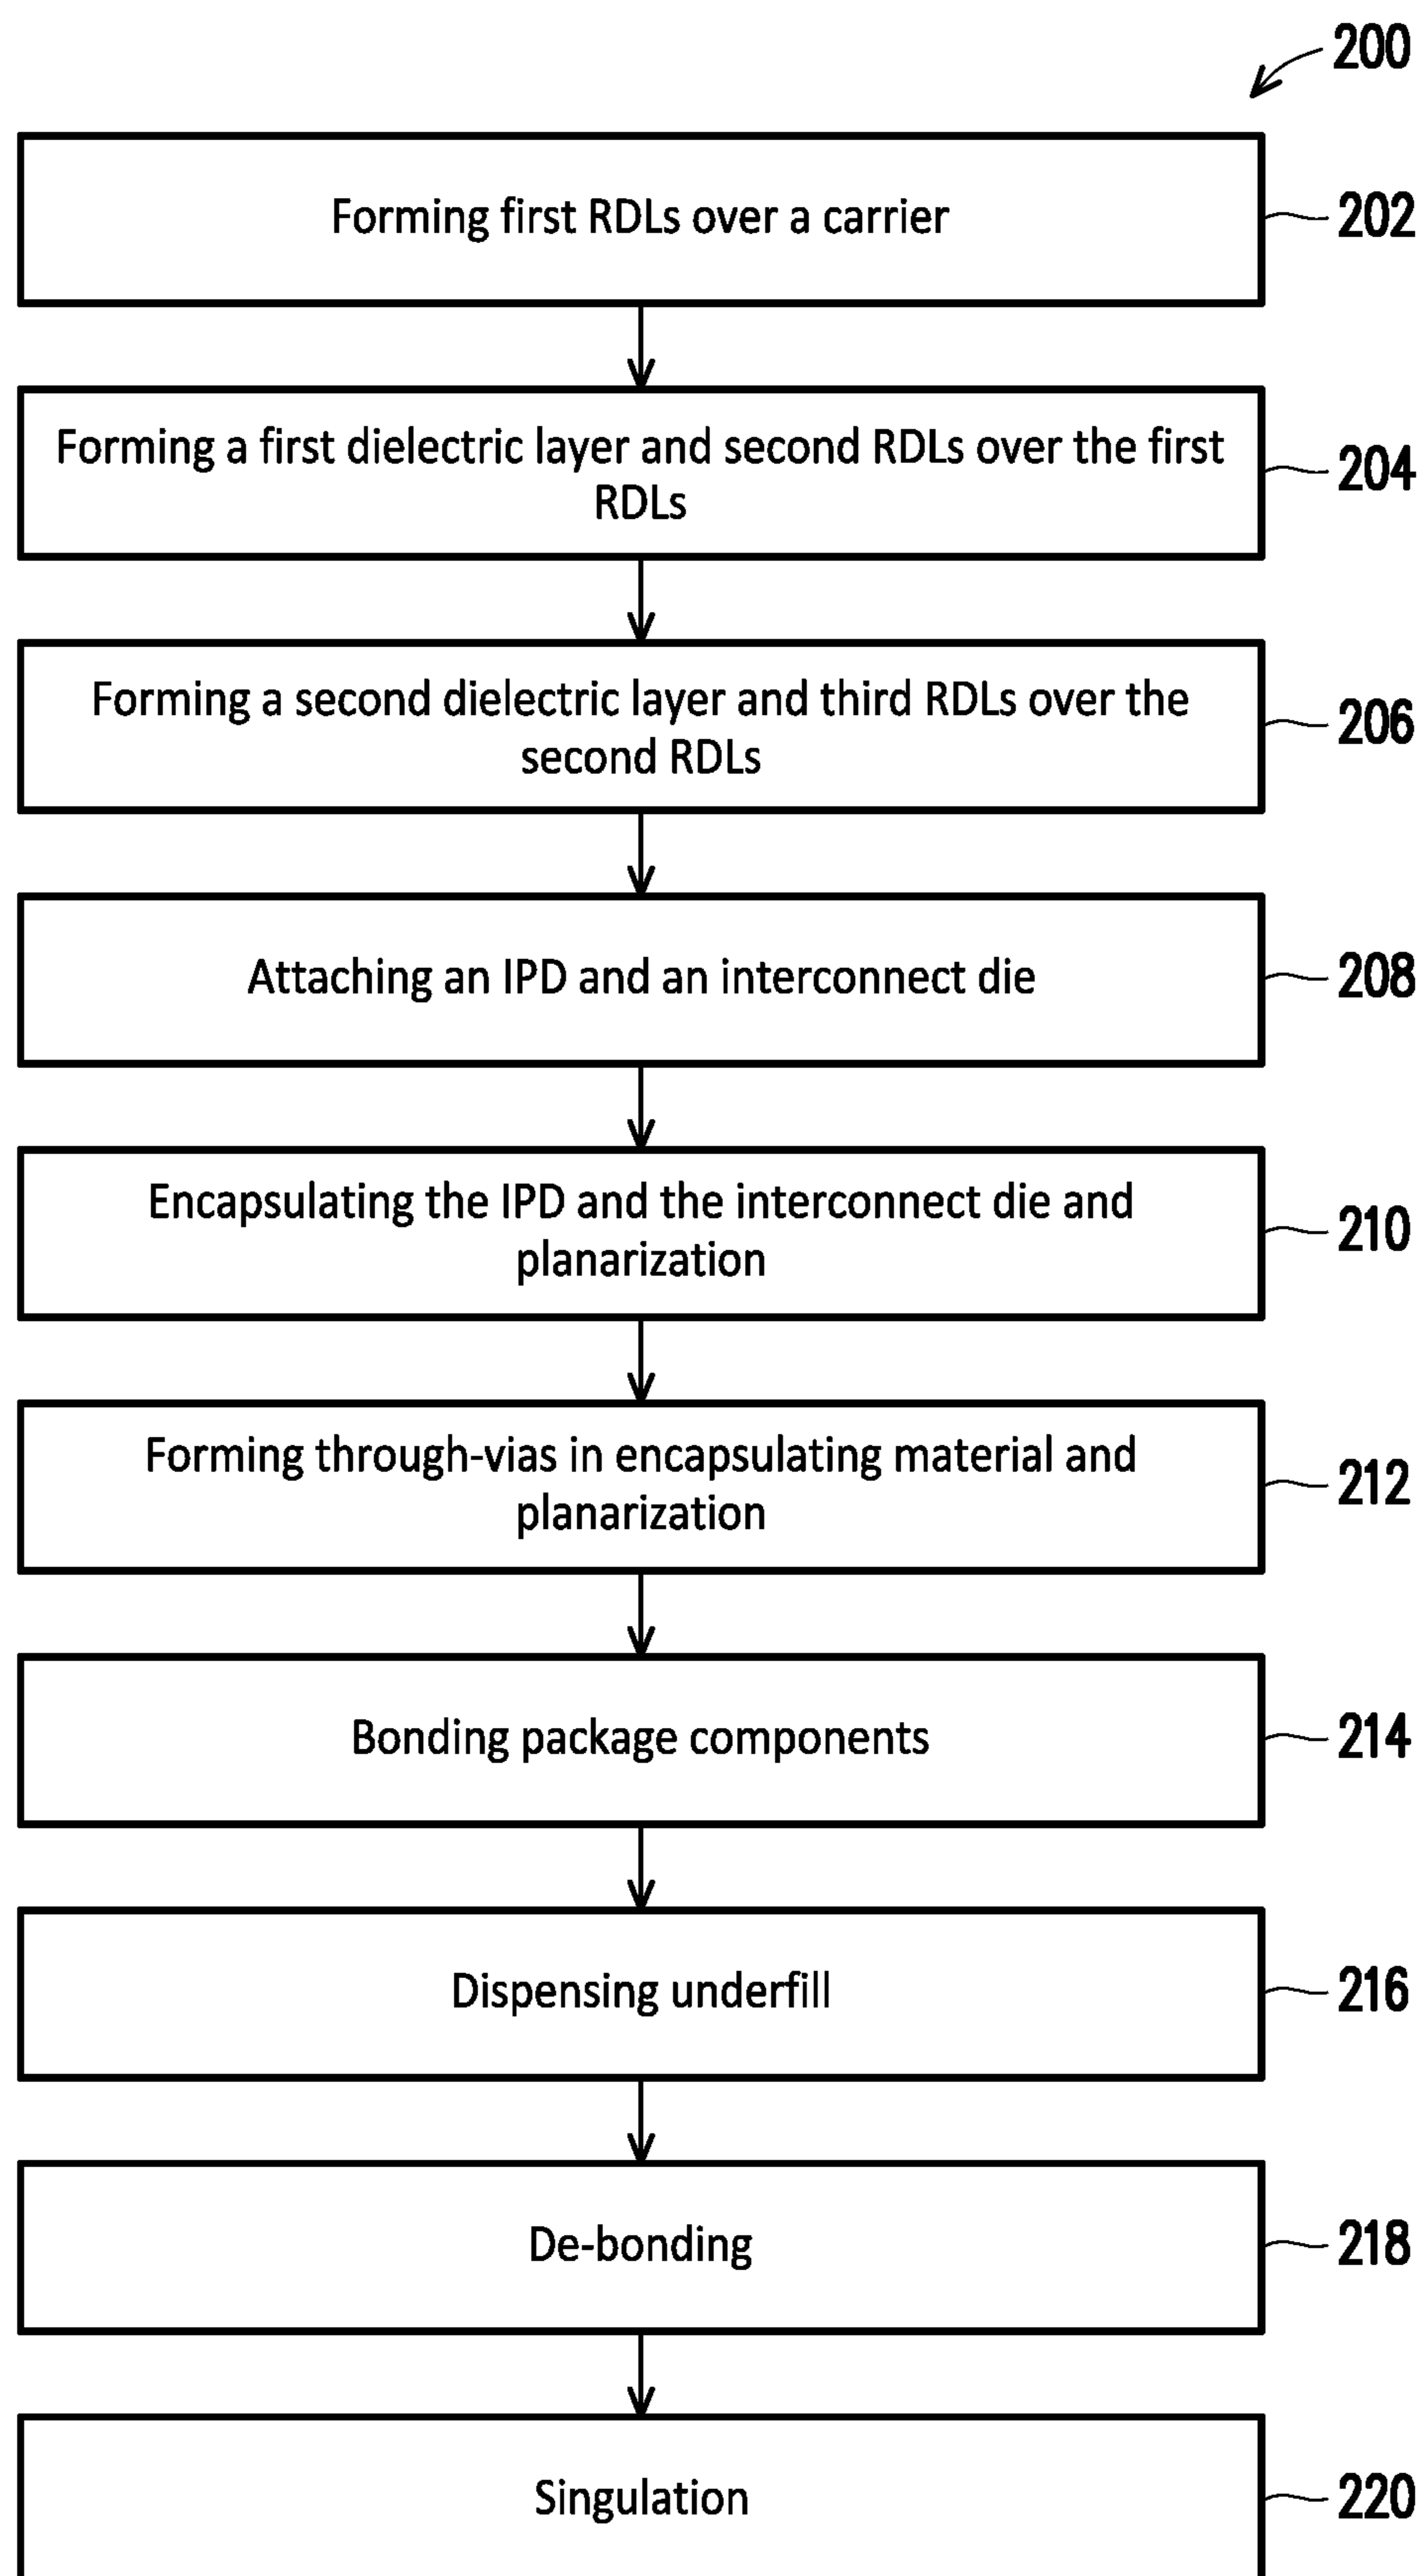 200
Forming first RDLs over a carrier
202
Forming a first dielectric layer and second RDLs over the first
RDLs
204
Forming a second dielectric layer and third RDLs over the
second RDLs
206
Attaching an IPD and an interconnect die
208
Encapsulating the IPD and the interconnect die and
planarization
210
Forming through-vias in encapsulating material and
planarization
212
Bonding package components
214
Dispensing underfill
216
De-bonding
218
Singulation
220